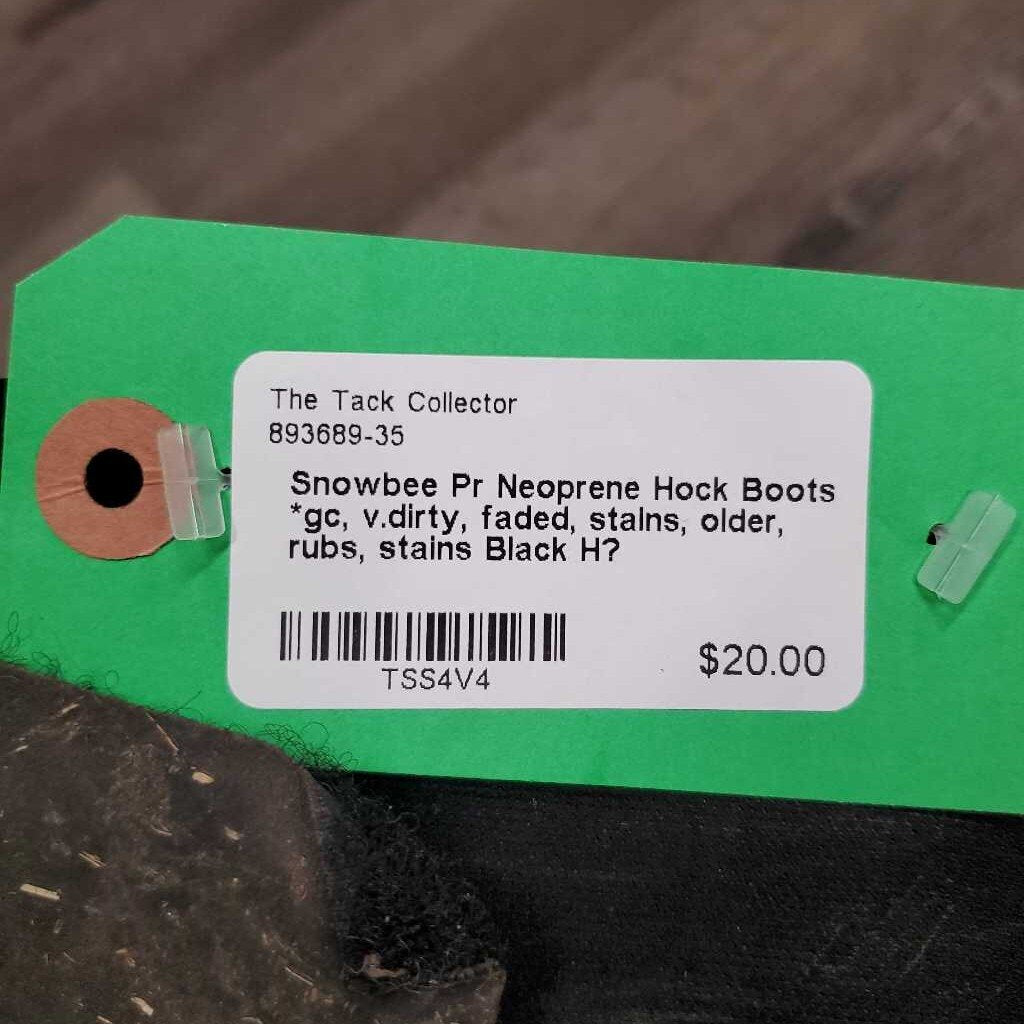 The Tack Collector
893689-35
Snowbee Pr Neoprene Hock Boots
*gc, v.dirty, faded, stains, older,
rubs, stains Black H?
TSS4V4
$20.00